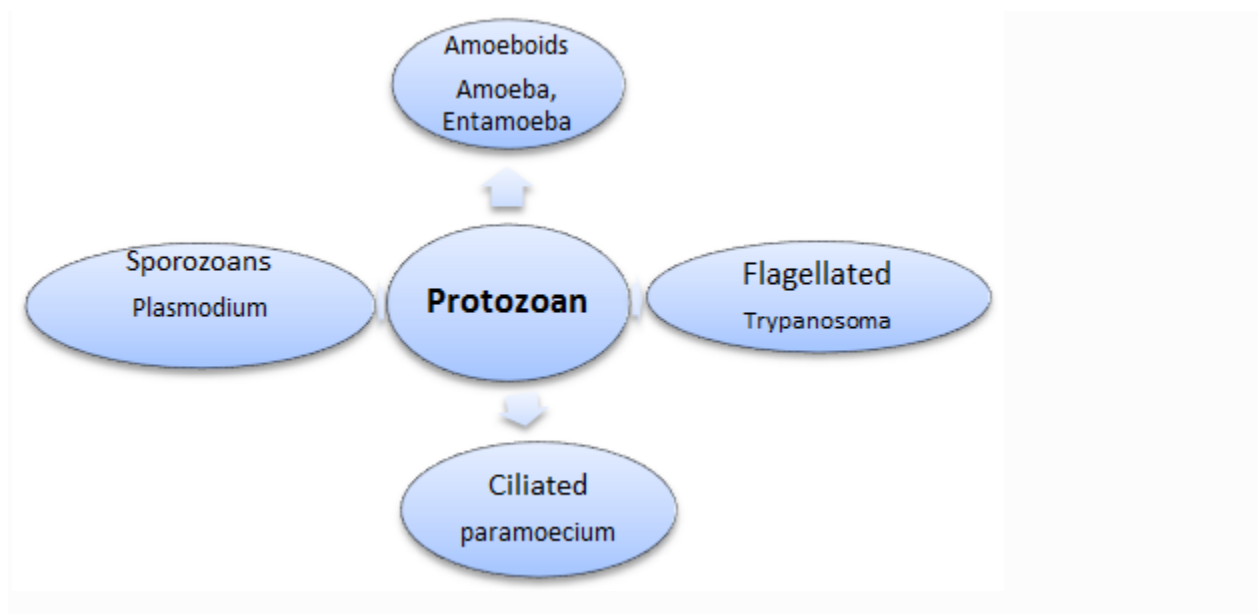 Amoeboids
Amoeba,
Entamoeba
Sporozoans
Plasmodium
Protozoan
Flagellated
Trypanosoma
Ciliated
paramoecium